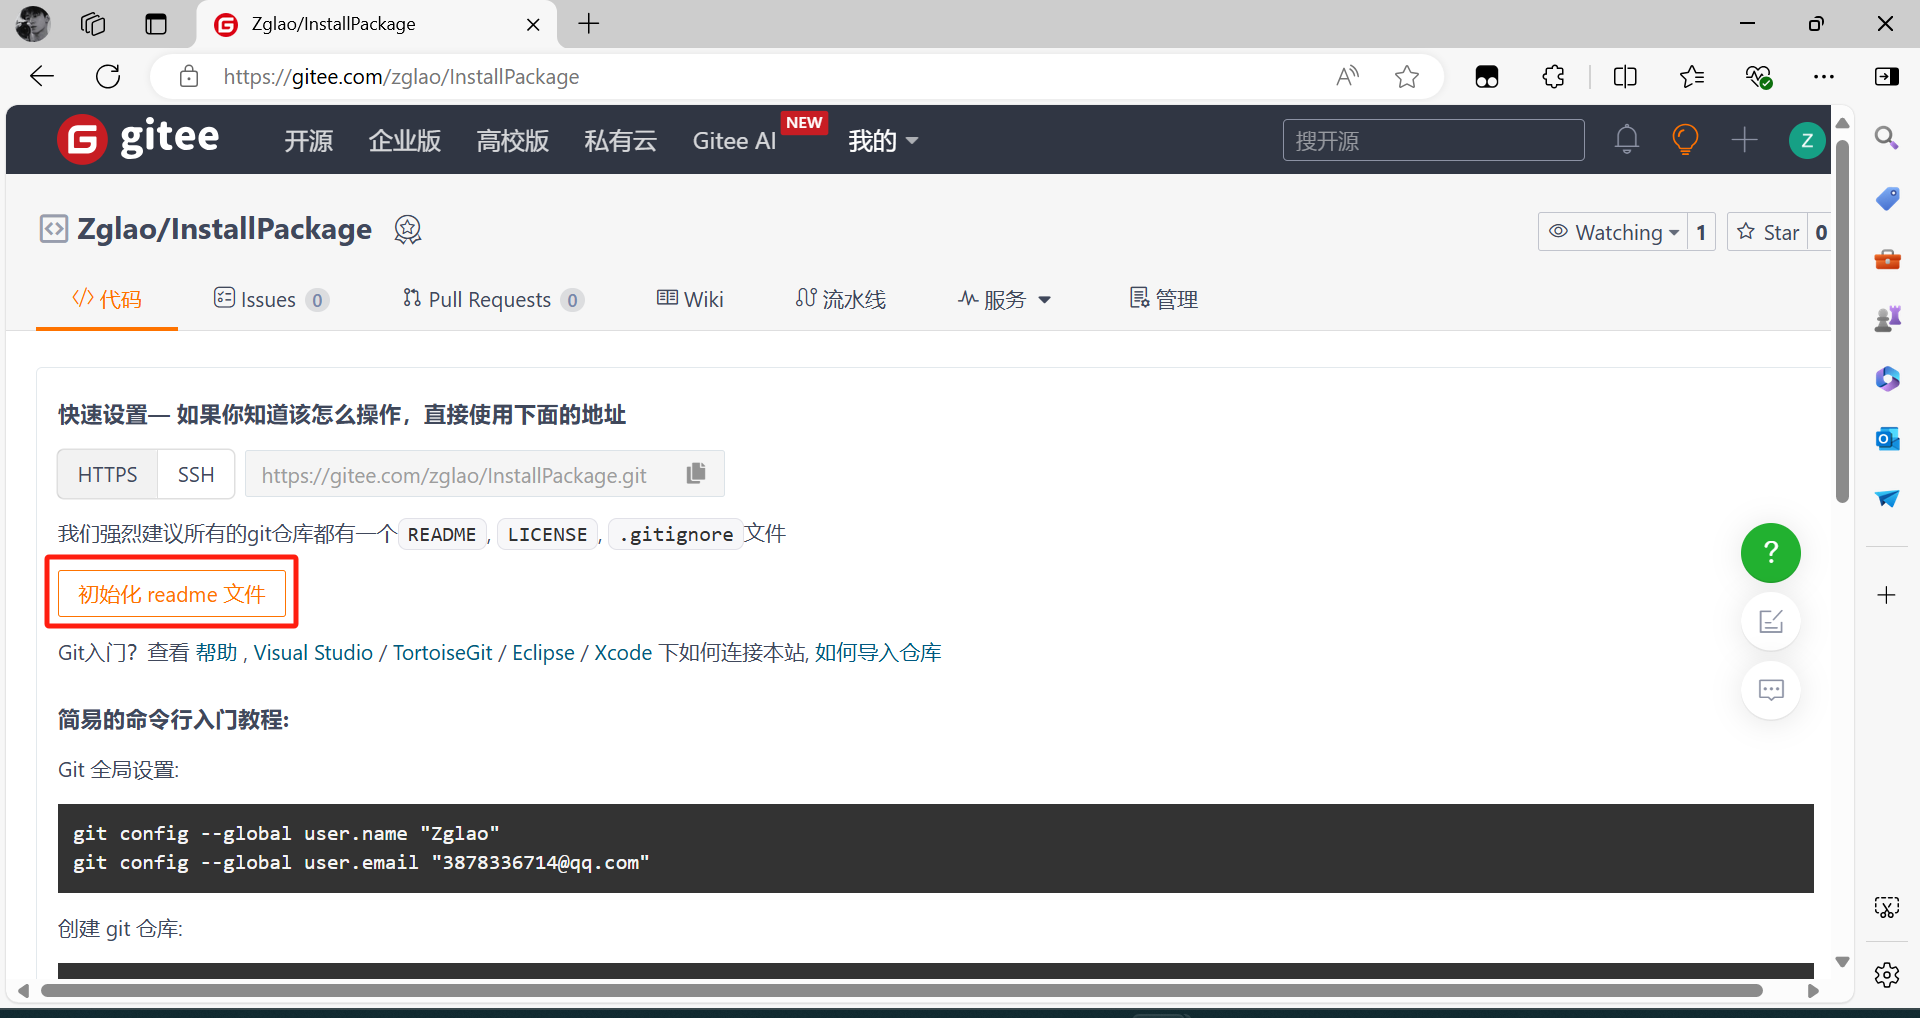 Zglao/InstallPackage
https://gitee.com/zglao/InstallPackage
gitee 开源 企业版 高校版 私有云 Gitee AI NEW 我的 搜开源 Z
Zglao/InstallPackage Watching 1 Star 0
代码 Issues 0 Pull Requests 0 Wiki 流水线 服务 管理
快速设置— 如果你知道该怎么操作，直接使用下面的地址
HTTPS SSH https://gitee.com/zglao/InstallPackage.git
我们强烈建议所有的git仓库都有一个 README, LICENSE, .gitignore 文件
初始化 readme 文件
Git入门？查看 帮助 , Visual Studio / TortoiseGit / Eclipse / Xcode 下如何连接本站, 如何导入仓库
简易的命令行入门教程:
Git 全局设置:
git config --global user.name "Zglao"
git config --global user.email "3878336714@qq.com"
创建 git 仓库: